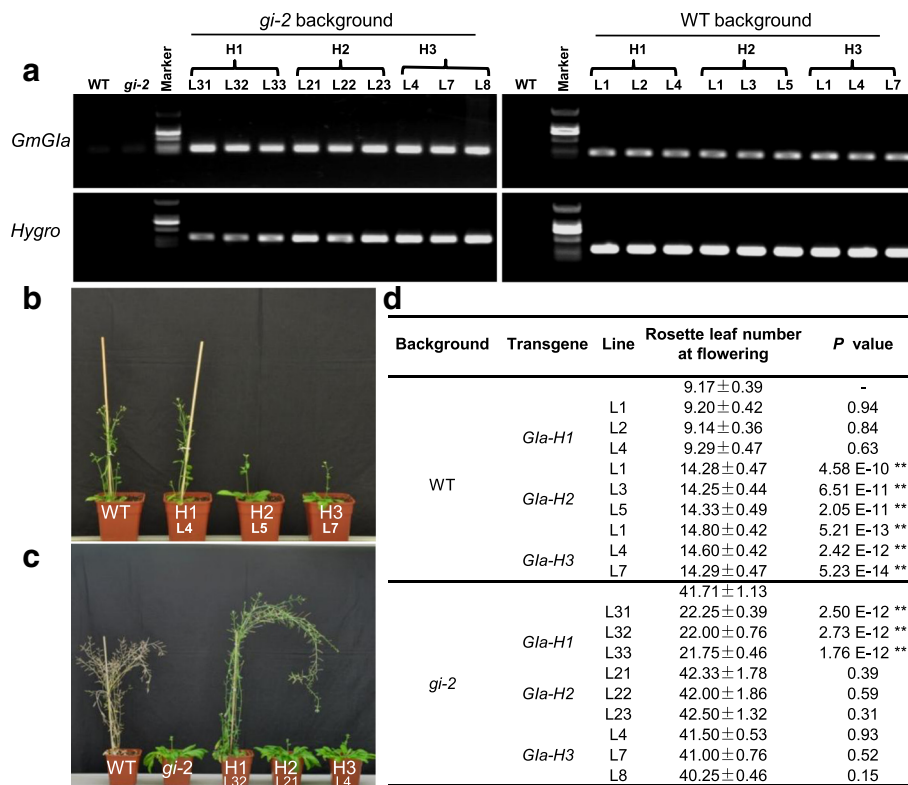 gi-2 background
WT background
a
WT gi-2 Marker H1 H2 H3
L31 L32 L33 L21 L22 L23 L4 L7 L8
WT Marker H1 H2 H3
L1 L2 L4 L1 L3 L5 L1 L4 L7
GmGIa
Hygro
b
WT H1 H2 H3
L4 L5 L7
c
WT gi-2 H1 H2 H3
L32 L21 L4
d
Background Transgene Line Rosette leaf number at flowering P value
9.17±0.39 -
L1 9.20±0.42 0.94
GIa-H1 L2 9.14±0.36 0.84
L4 9.29±0.47 0.63
L1 14.28±0.47 4.58 E-10 **
WT GIa-H2 L3 14.25±0.44 6.51 E-11 **
L5 14.33±0.49 2.05 E-11 **
L1 14.80±0.42 5.21 E-13 **
GIa-H3 L4 14.60±0.42 2.42 E-12 **
L7 14.29±0.47 5.23 E-14 **
41.71±1.13
L31 22.25±0.39 2.50 E-12 **
GIa-H1 L32 22.00±0.76 2.73 E-12 **
L33 21.75±0.46 1.76 E-12 **
L21 42.33±1.78 0.39
gi-2 GIa-H2 L22 42.00±1.86 0.59
L23 42.50±1.32 0.31
L4 41.50±0.53 0.93
GIa-H3 L7 41.00±0.76 0.52
L8 40.25±0.46 0.15